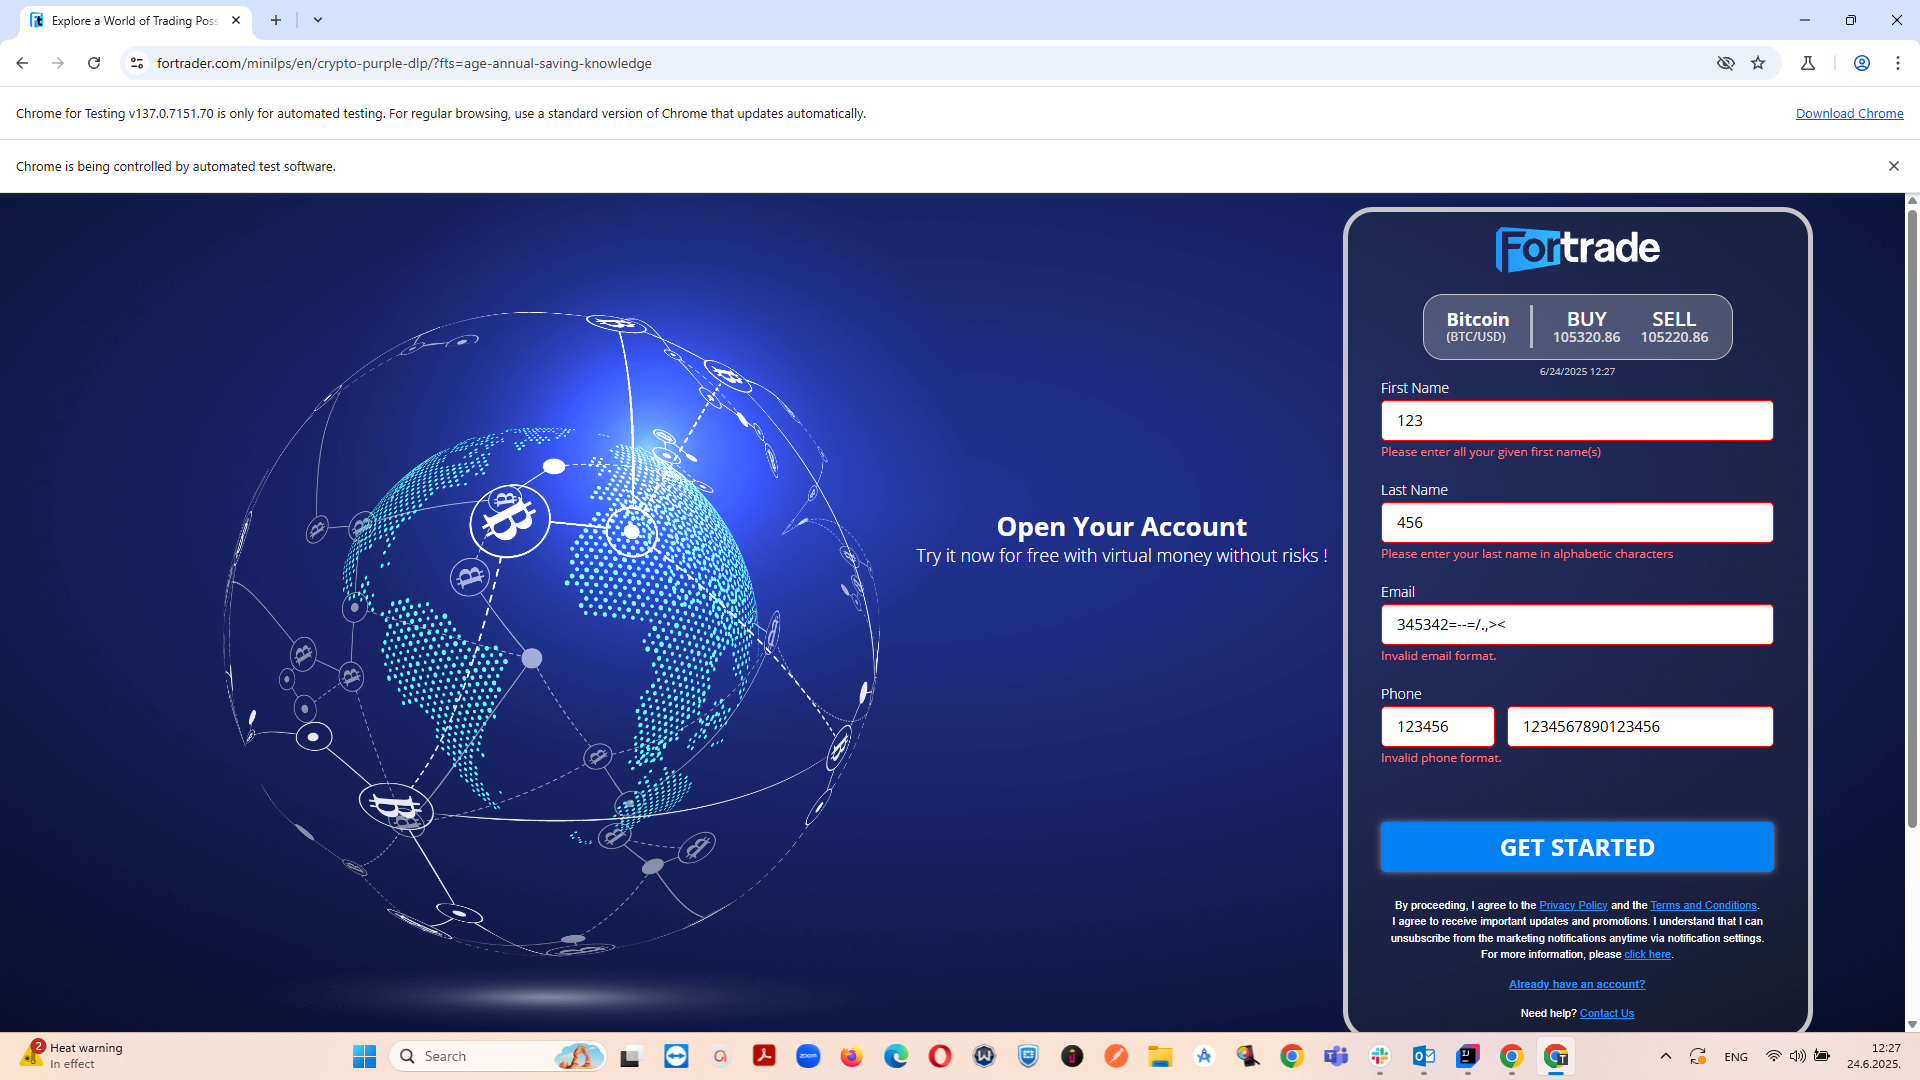 Explore a World of Trading Poss
fortrader.com/minilps/en/crypto-purple-dlp/?fts=age-annual-saving-knowledge
Chrome for Testing v137.0.7151.70 is only for automated testing. For regular browsing, use a standard version of Chrome that updates automatically.
Download Chrome
Chrome is being controlled by automated test software.
Fortrade
Bitcoin
(BTC/USD)
BUY
105320.86
SELL
105220.86
6/24/2025 12:27
First Name
123
Please enter all your given first name(s)
Last Name
456
Please enter your last name in alphabetic characters
Email
345342=--=/.,><
Invalid email format.
Phone
123456
1234567890123456
Invalid phone format.
Open Your Account
Try it now for free with virtual money without risks !
GET STARTED
By proceeding, I agree to the Privacy Policy and the Terms and Conditions.
I agree to receive important updates and promotions. I understand that I can
unsubscribe from the marketing notifications anytime via notification settings.
For more information, please click here.
Already have an account?
Need help? Contact Us
2
Heat warning
In effect
Search
zoom
ENG
12:27
24.6.2025.